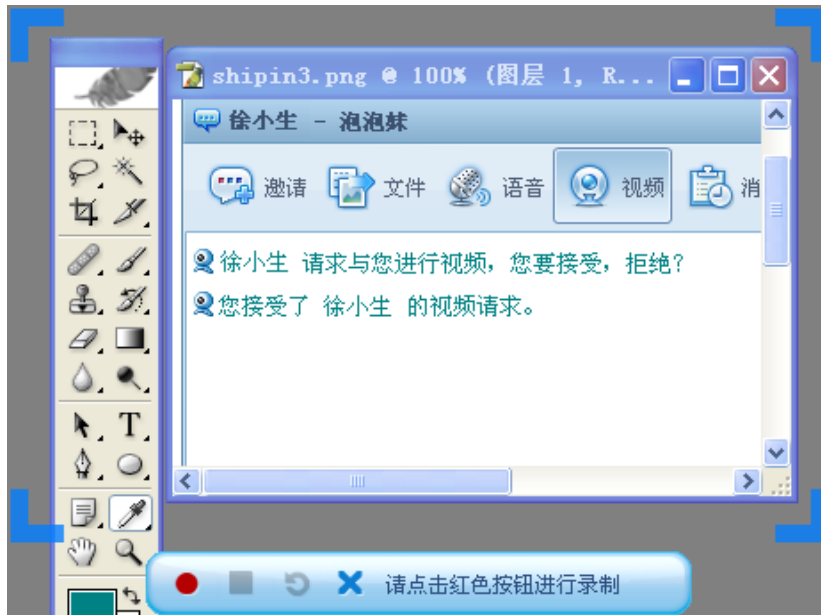 shipin3.png @ 100% (图层 1, R...
徐小生 - 泡泡妹
邀请 文件 语音 视频 消
徐小生 请求与您进行视频，您要接受，拒绝？
您接受了 徐小生 的视频请求。
T
请点击红色按钮进行录制